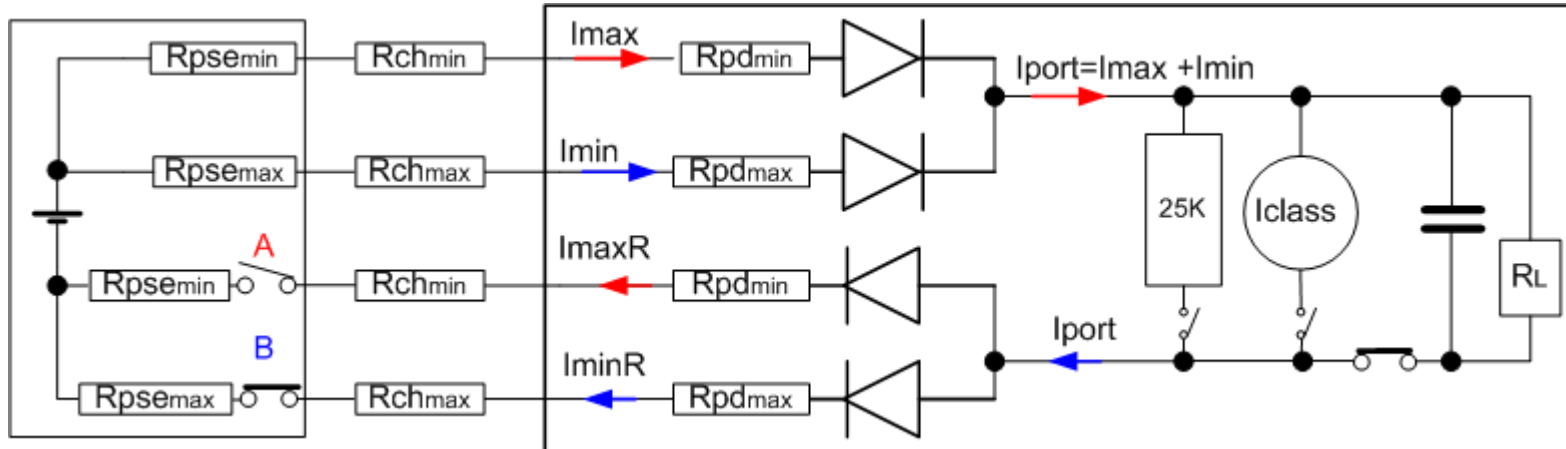 Rpsemin Rchmin Imax Rpdmin Iport=Imax +Imin
Rpsemax Rchmax Imin Rpdmax 25K Iclass
A
Rpsemin Rchmin ImaxR Rpdmin RL
B
Rpsemax Rchmax IminR Rpdmax Iport